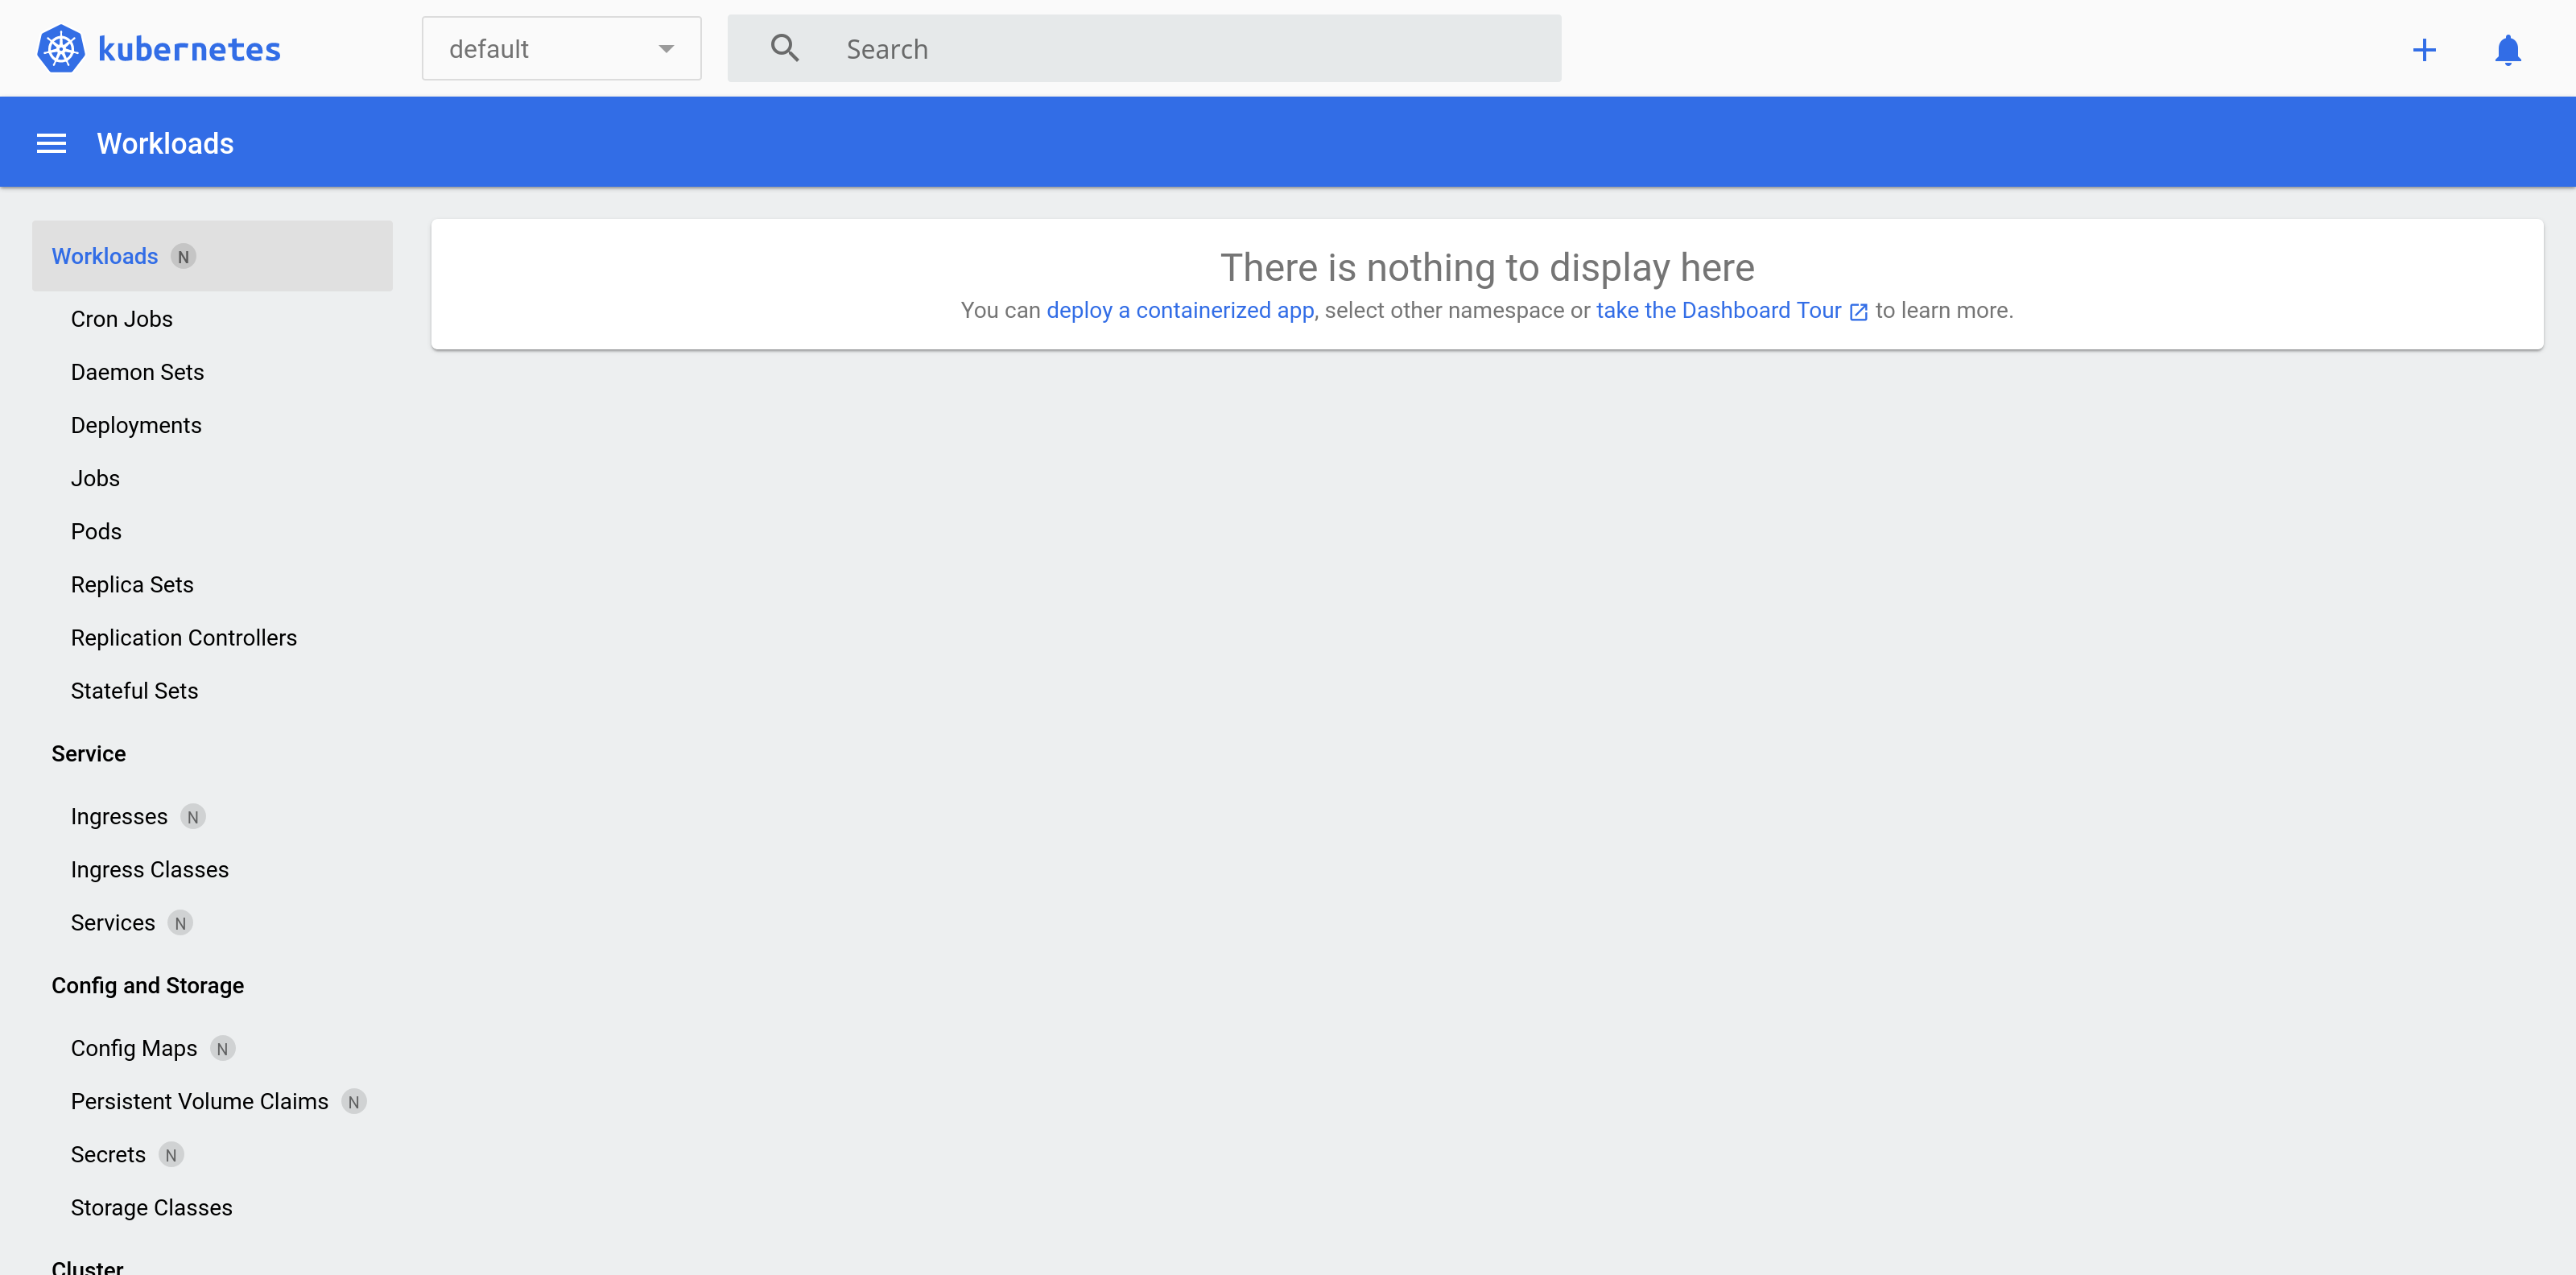 kubernetes
default
Search
Workloads
Workloads N
Cron Jobs
Daemon Sets
Deployments
Jobs
Pods
Replica Sets
Replication Controllers
Stateful Sets
Service
Ingresses N
Ingress Classes
Services N
Config and Storage
Config Maps N
Persistent Volume Claims N
Secrets N
Storage Classes
Cluster
There is nothing to display here
You can deploy a containerized app, select other namespace or take the Dashboard Tour to learn more.